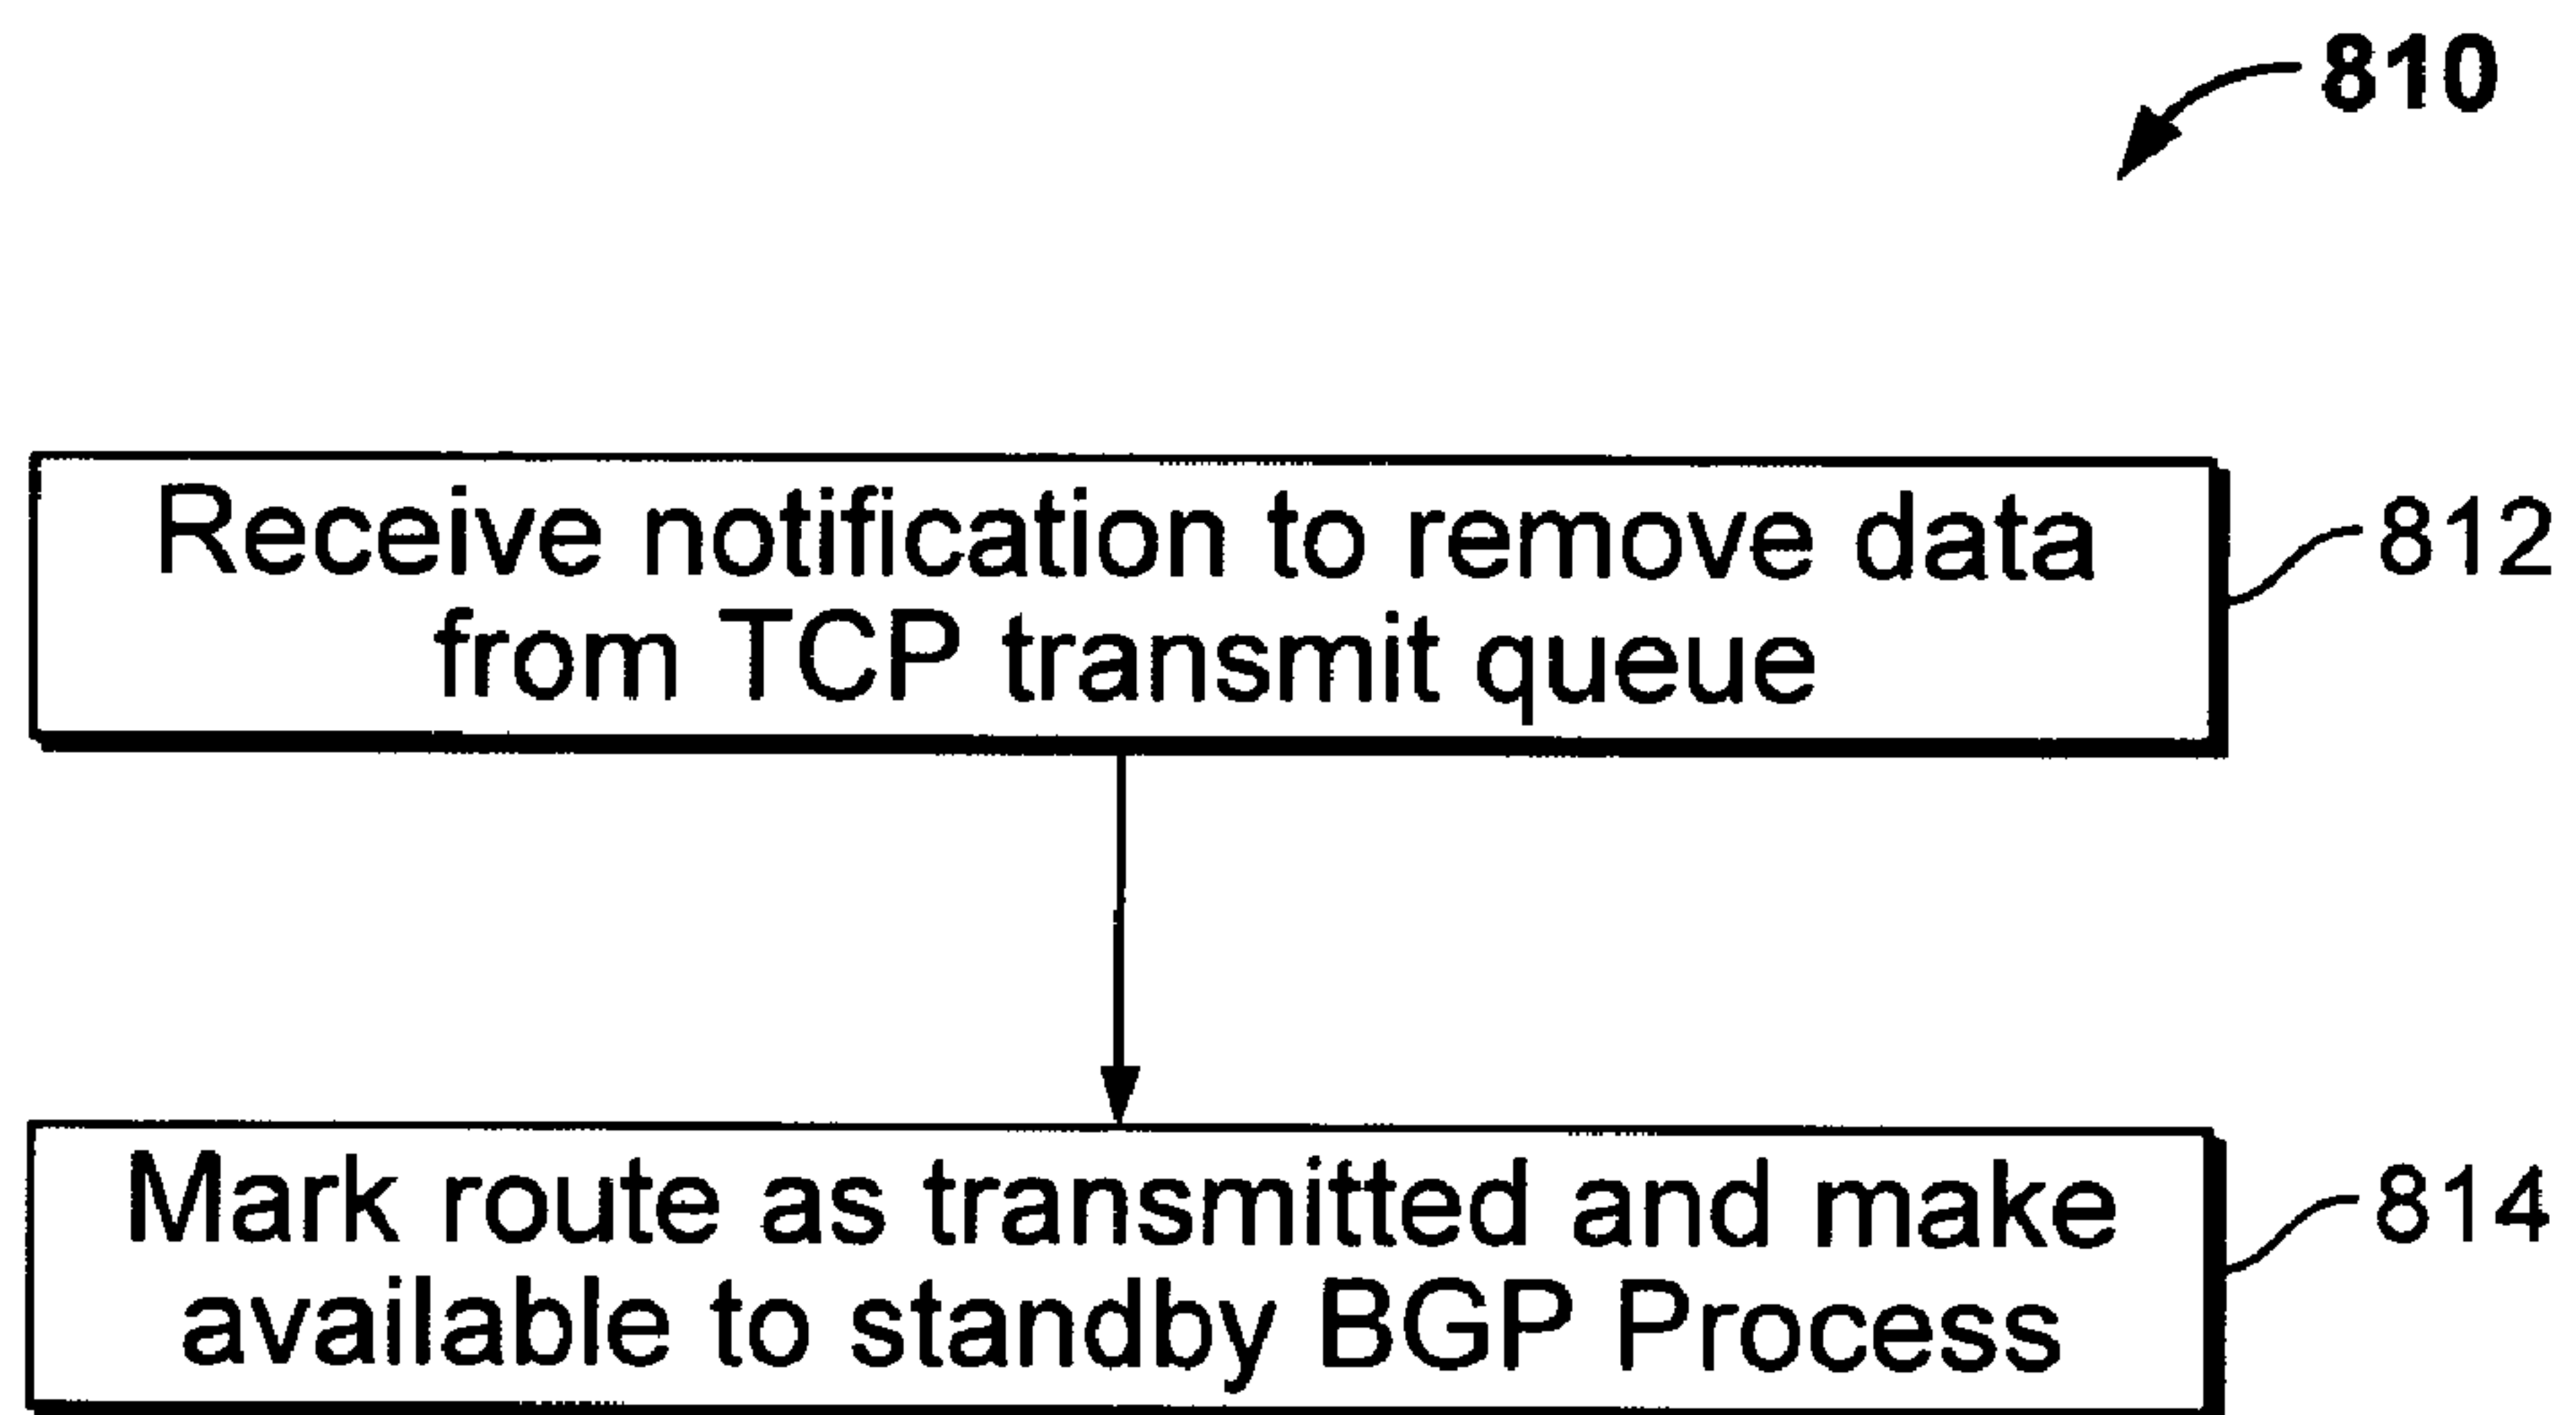 810
Receive notification to remove data
from TCP transmit queue
812
Mark route as transmitted and make
available to standby BGP Process
814